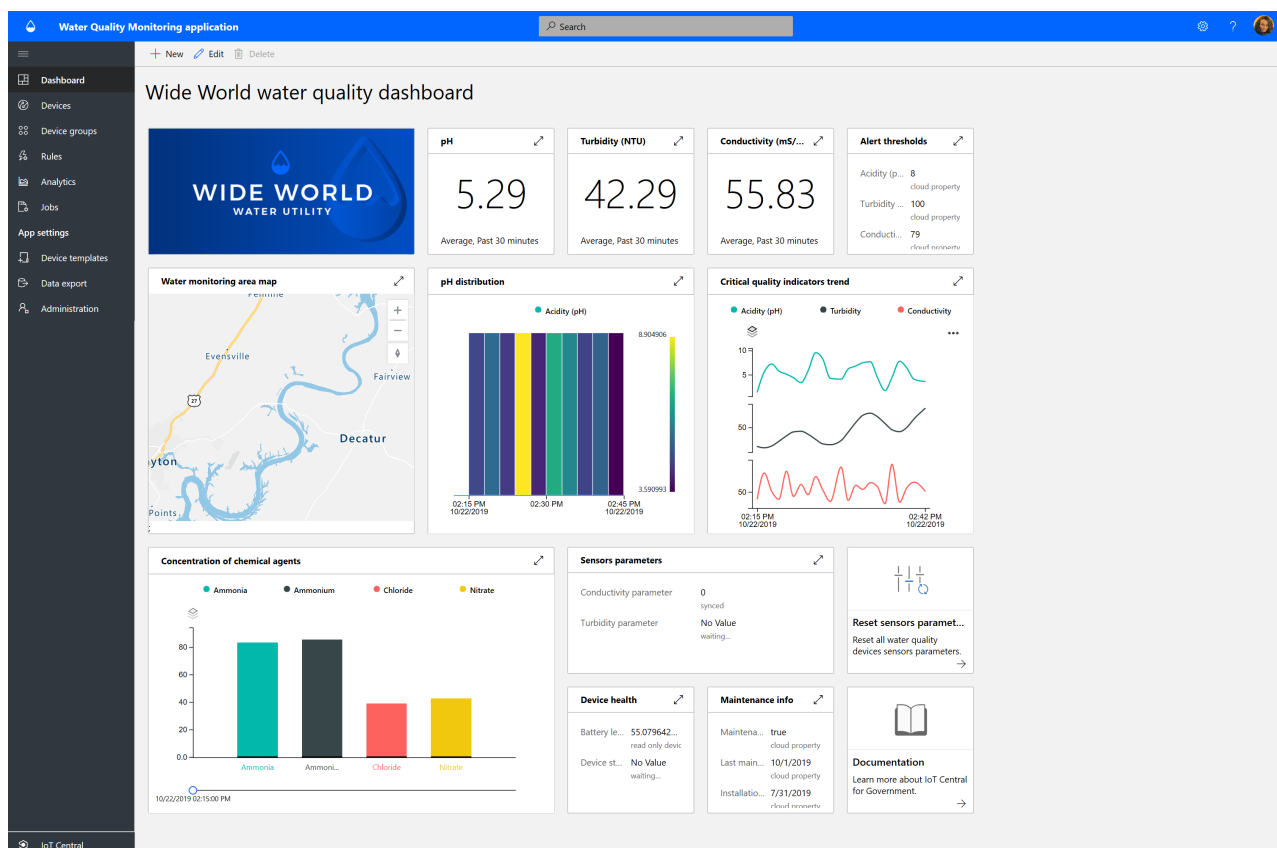 Water Quality Monitoring application
Search
?
New Edit Delete
Dashboard
Devices
Device groups
Rules
Analytics
Jobs
App settings
Device templates
Data export
Administration
IoT Central
Wide World water quality dashboard
WIDE WORLD
WATER UTILITY
pH
5.29
Average, Past 30 minutes
Turbidity (NTU)
42.29
Average, Past 30 minutes
Conductivity (mS/...
55.83
Average, Past 30 minutes
Alert thresholds
Acidity (p... 8
cloud property
Turbidity ... 100
cloud property
Conducti... 79
cloud property
Water monitoring area map
Evensville
Fairview
27
Decatur
yton
Points
pH distribution
Acidity (pH)
8.904906
3.590993
02:15 PM 02:30 PM 02:45 PM
10/22/2019 10/22/2019
Critical quality indicators trend
Acidity (pH) Turbidity Conductivity
10
5
50
50
02:15 PM 02:42 PM
10/22/2019 10/22/2019
Concentration of chemical agents
Ammonia Ammonium Chloride Nitrate
80
60
40
20
0.0
Ammonia Ammoni... Chloride Nitrate
10/22/2019 02:15:00 PM
Sensors parameters
Conductivity parameter 0
synced
Turbidity parameter No Value
waiting...
Reset sensors paramet...
Reset all water quality
devices sensors parameters.
Device health
Battery le... 55.079642...
read only devic
Device st... No Value
waiting...
Maintenance info
Maintena... true
cloud property
Last main... 10/1/2019
cloud property
Installatio... 7/31/2019
cloud property
Documentation
Learn more about IoT Central
for Government.